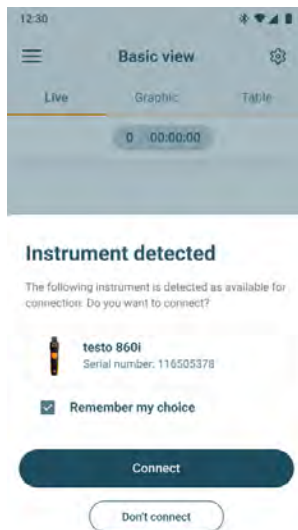 12.30
Basic view
Live Graphic Table
0 00:00:00
Instrument detected
The following instrument is detected as available for
connection. Do you want to connect?
testo 860i
Serial number: 116505378
Remember my choice
Connect
Don't connect